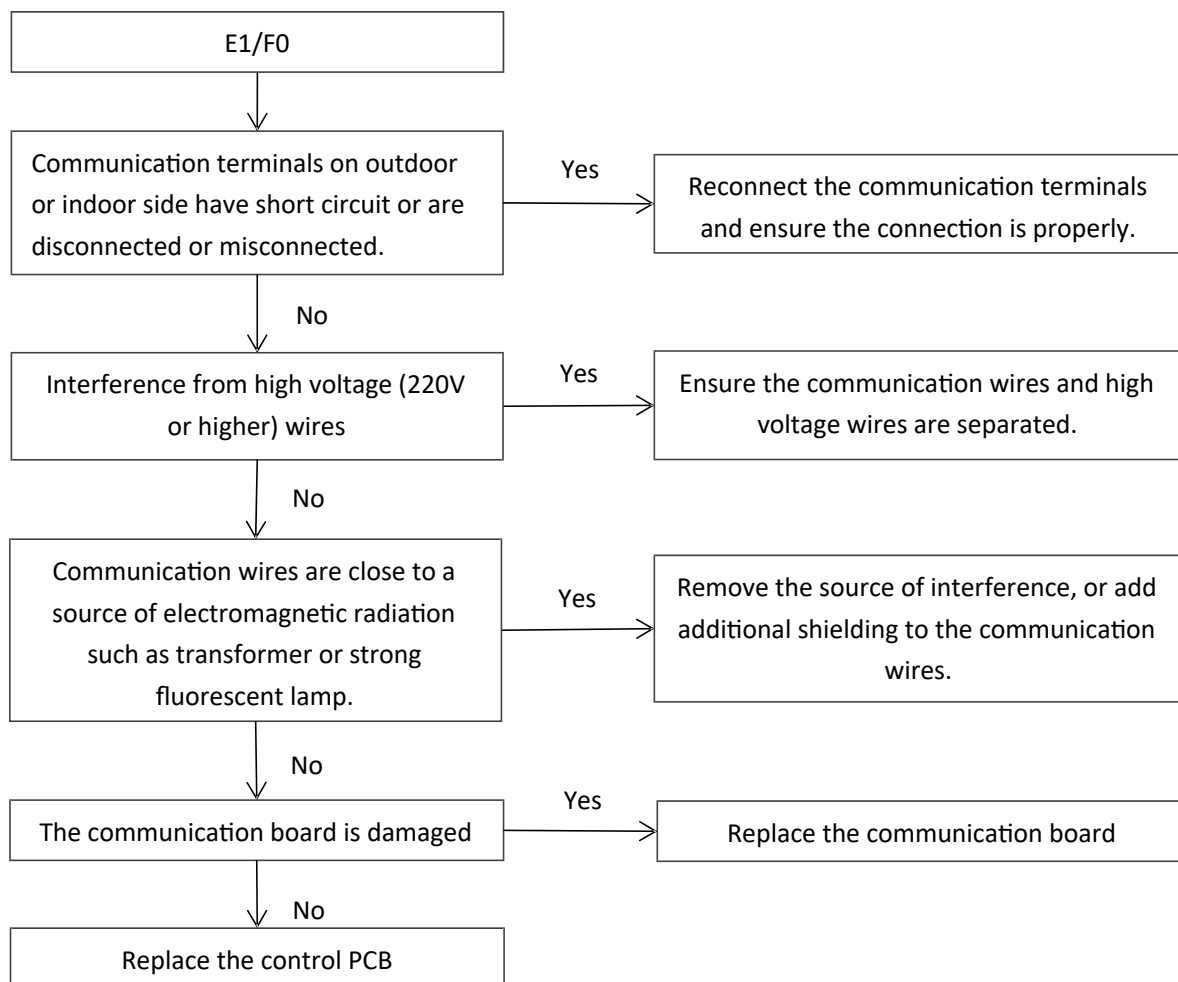 E1/F0
Communication terminals on outdoor
or indoor side have short circuit or are
disconnected or misconnected.
Yes
Reconnect the communication terminals
and ensure the connection is properly.
No
Interference from high voltage (220V
or higher) wires
Yes
Ensure the communication wires and high
voltage wires are separated.
No
Communication wires are close to a
source of electromagnetic radiation
such as transformer or strong
fluorescent lamp.
Yes
Remove the source of interference, or add
additional shielding to the communication
wires.
No
The communication board is damaged
Yes
Replace the communication board
No
Replace the control PCB